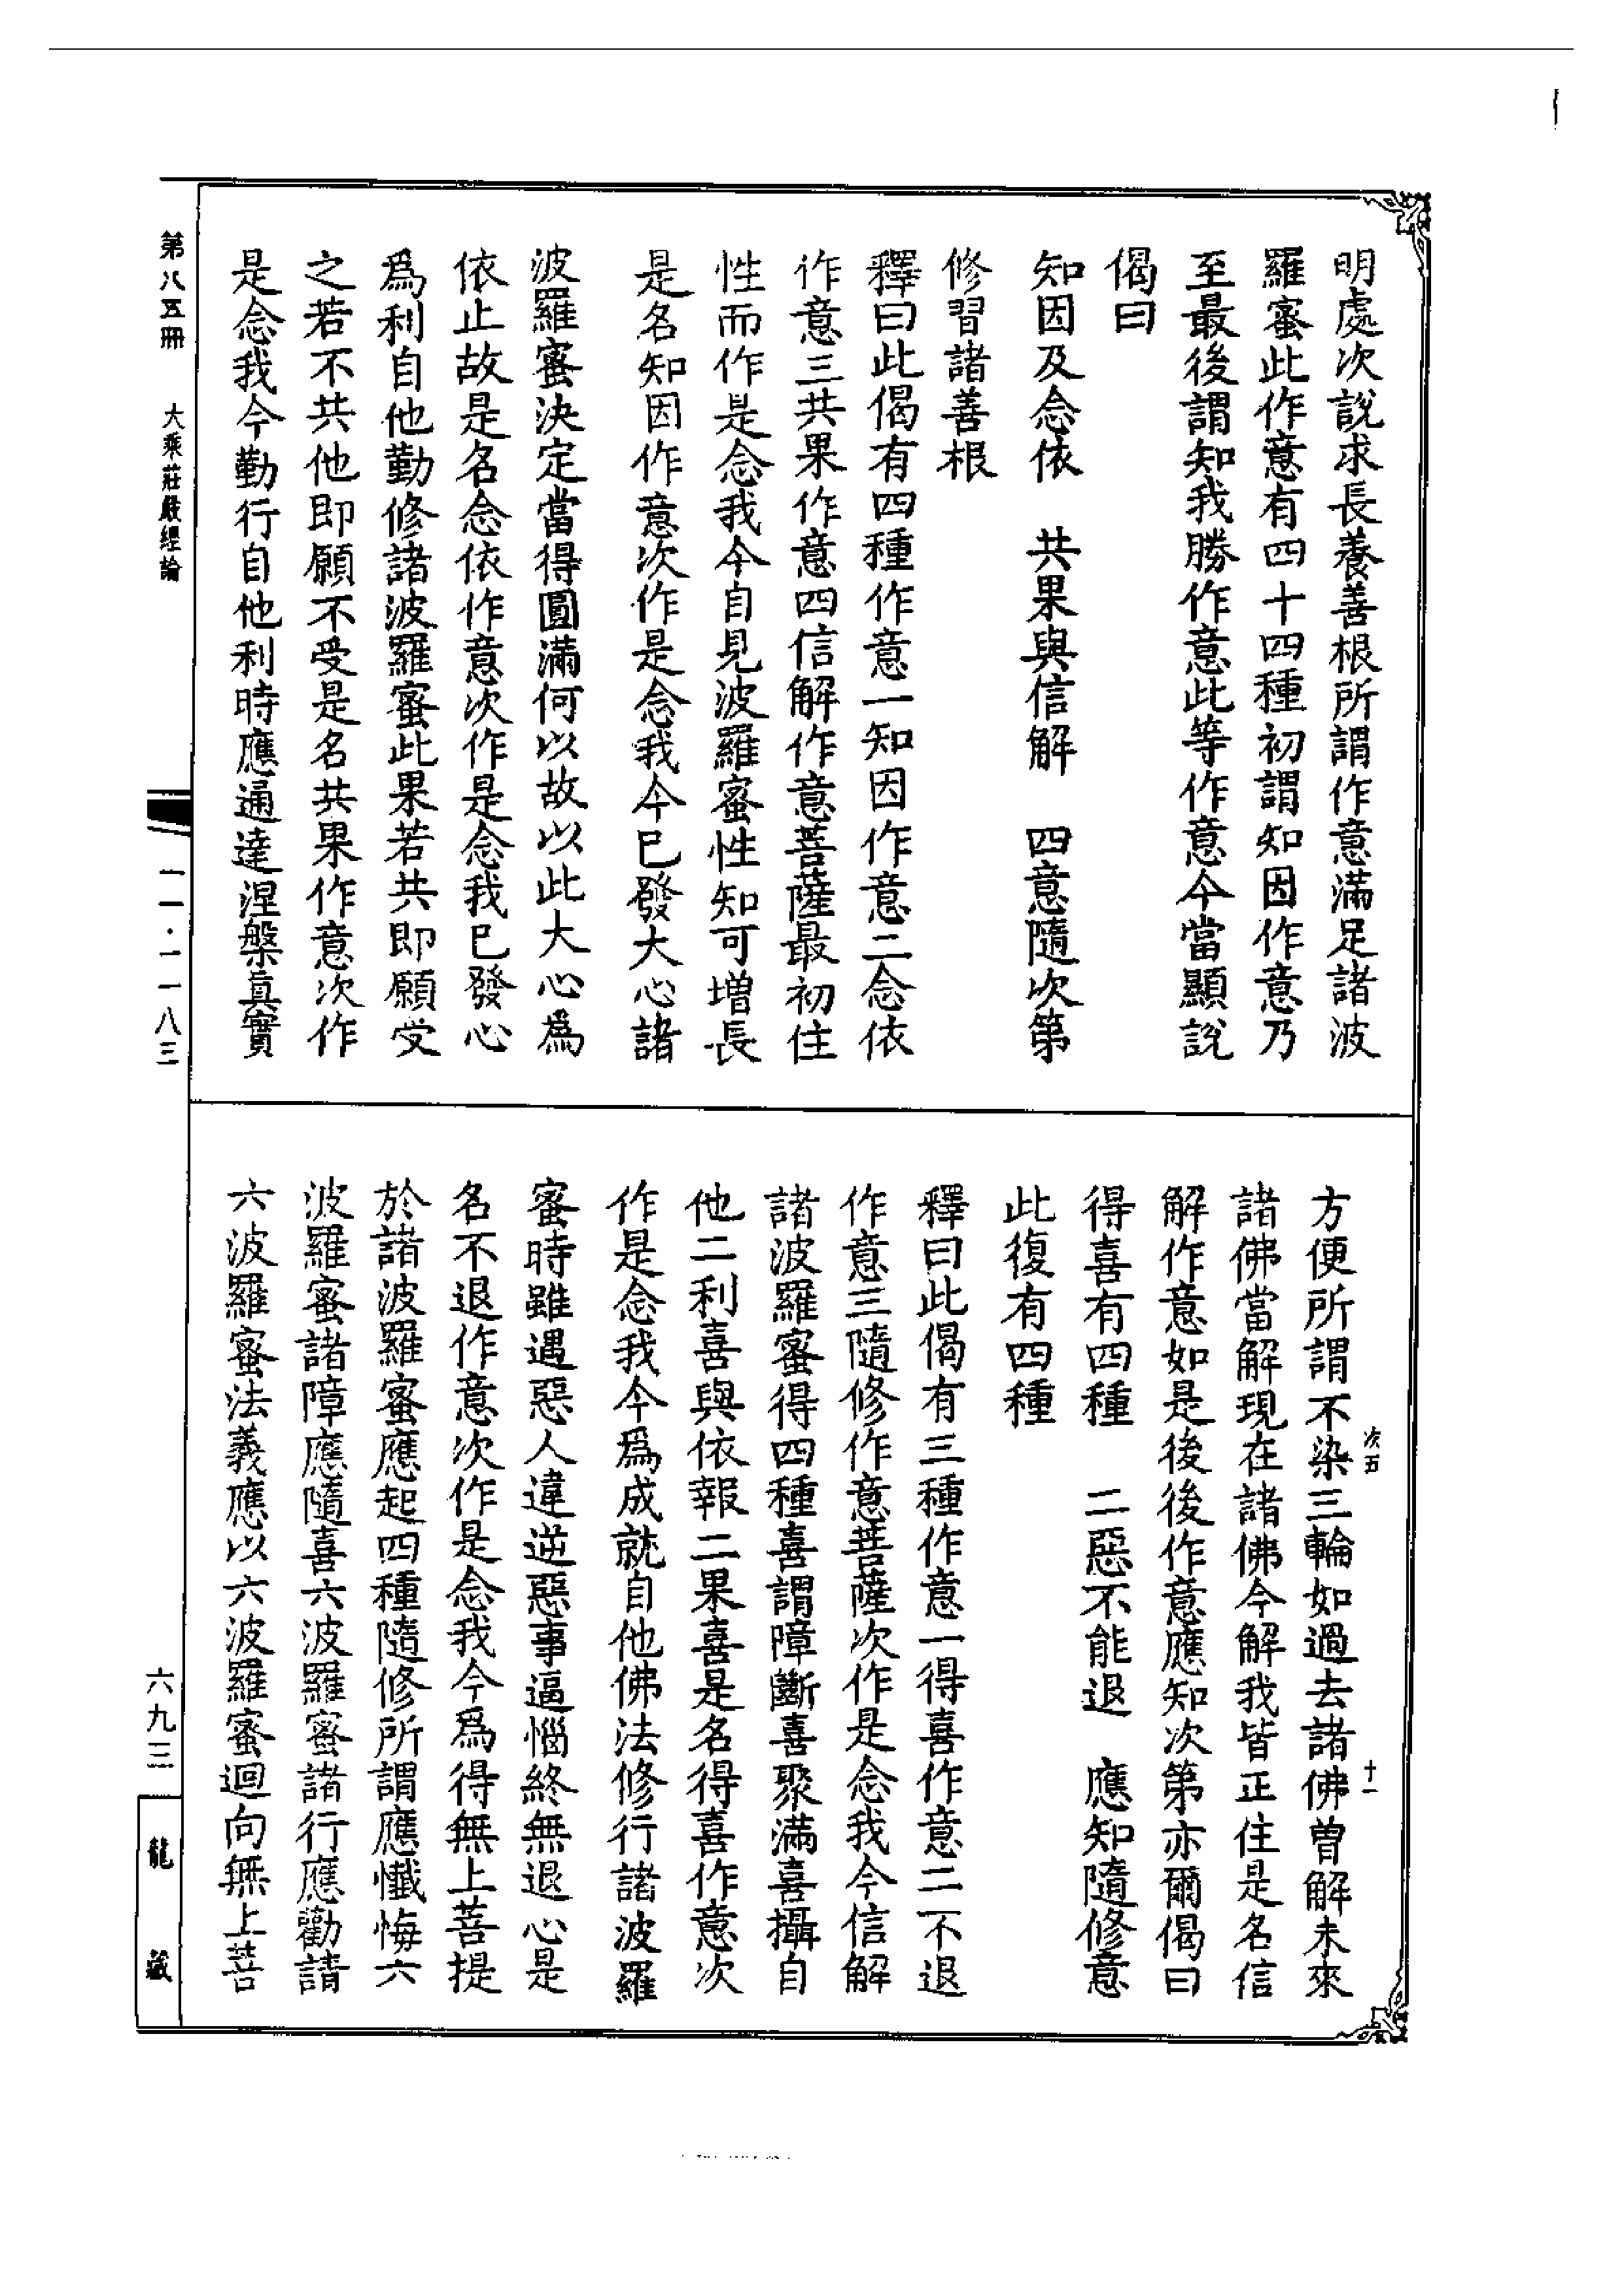 明處次說求長養善根所謂作意滿足諸波
羅蜜此作意有四十四種初謂知因作意乃
至最後謂知我勝作意此等作意今當顯說
偈曰
知因及念依　共果與信解　四意隨次第
修習諸善根
釋曰此偈有四種作意一知因作意二念依
作意三共果作意四信解作意菩薩最初住
性而作是念我今自見波羅蜜性知可增長
是名知因作意次作是念我今已發大心諸
波羅蜜決定當得圓滿何以故以此大心為
依止故是名念依作意次作是念我已發心
爲利自他勤修諸波羅蜜此果若共即願受
之若不共他即願不受是名共果作意次作
是念我今勤行自他利時應通達涅槃真實
第八五冊　大乘莊嚴經論　一一·一一八三
方便所謂不染三輪如過去諸佛曾解未來
諸佛當解現在諸佛今解我皆正住是名信
解作意如是後後作意應知次第亦爾偈曰
得喜有四種　二惡不能退　應知隨修意
此復有四種
釋曰此偈有三種作意一得喜作意二不退
作意三隨修作意菩薩次作是念我今信解
諸波羅蜜得四種喜謂障斷喜聚滿喜攝自
他二利喜與依報二果喜是名得喜作意次
作是念我今爲成就自他佛法修行諸波羅
蜜時雖遇惡人違逆惡事逼惱終無退心是
名不退作意次作是念我今爲得無上菩提
於諸波羅蜜應起四種隨修所謂應懺悔六
波羅蜜諸障應隨喜六波羅蜜諸行應勸請
六波羅蜜法義應以六波羅蜜迴向無上菩
次五　十一
六九三　龍藏